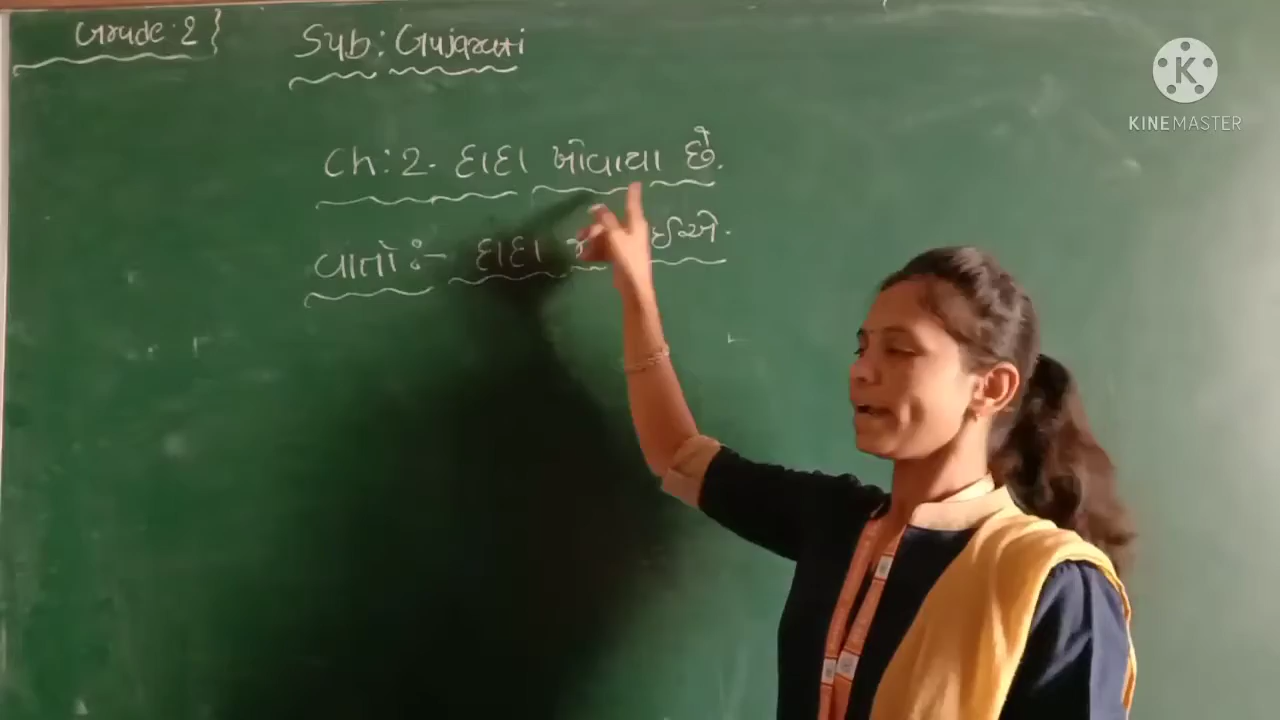 Grade: 2 }
Sub: Gujarati
Ch: 2- દાદા ખોવાયા છે.
વાર્તા :- દાદા
KINEMASTER